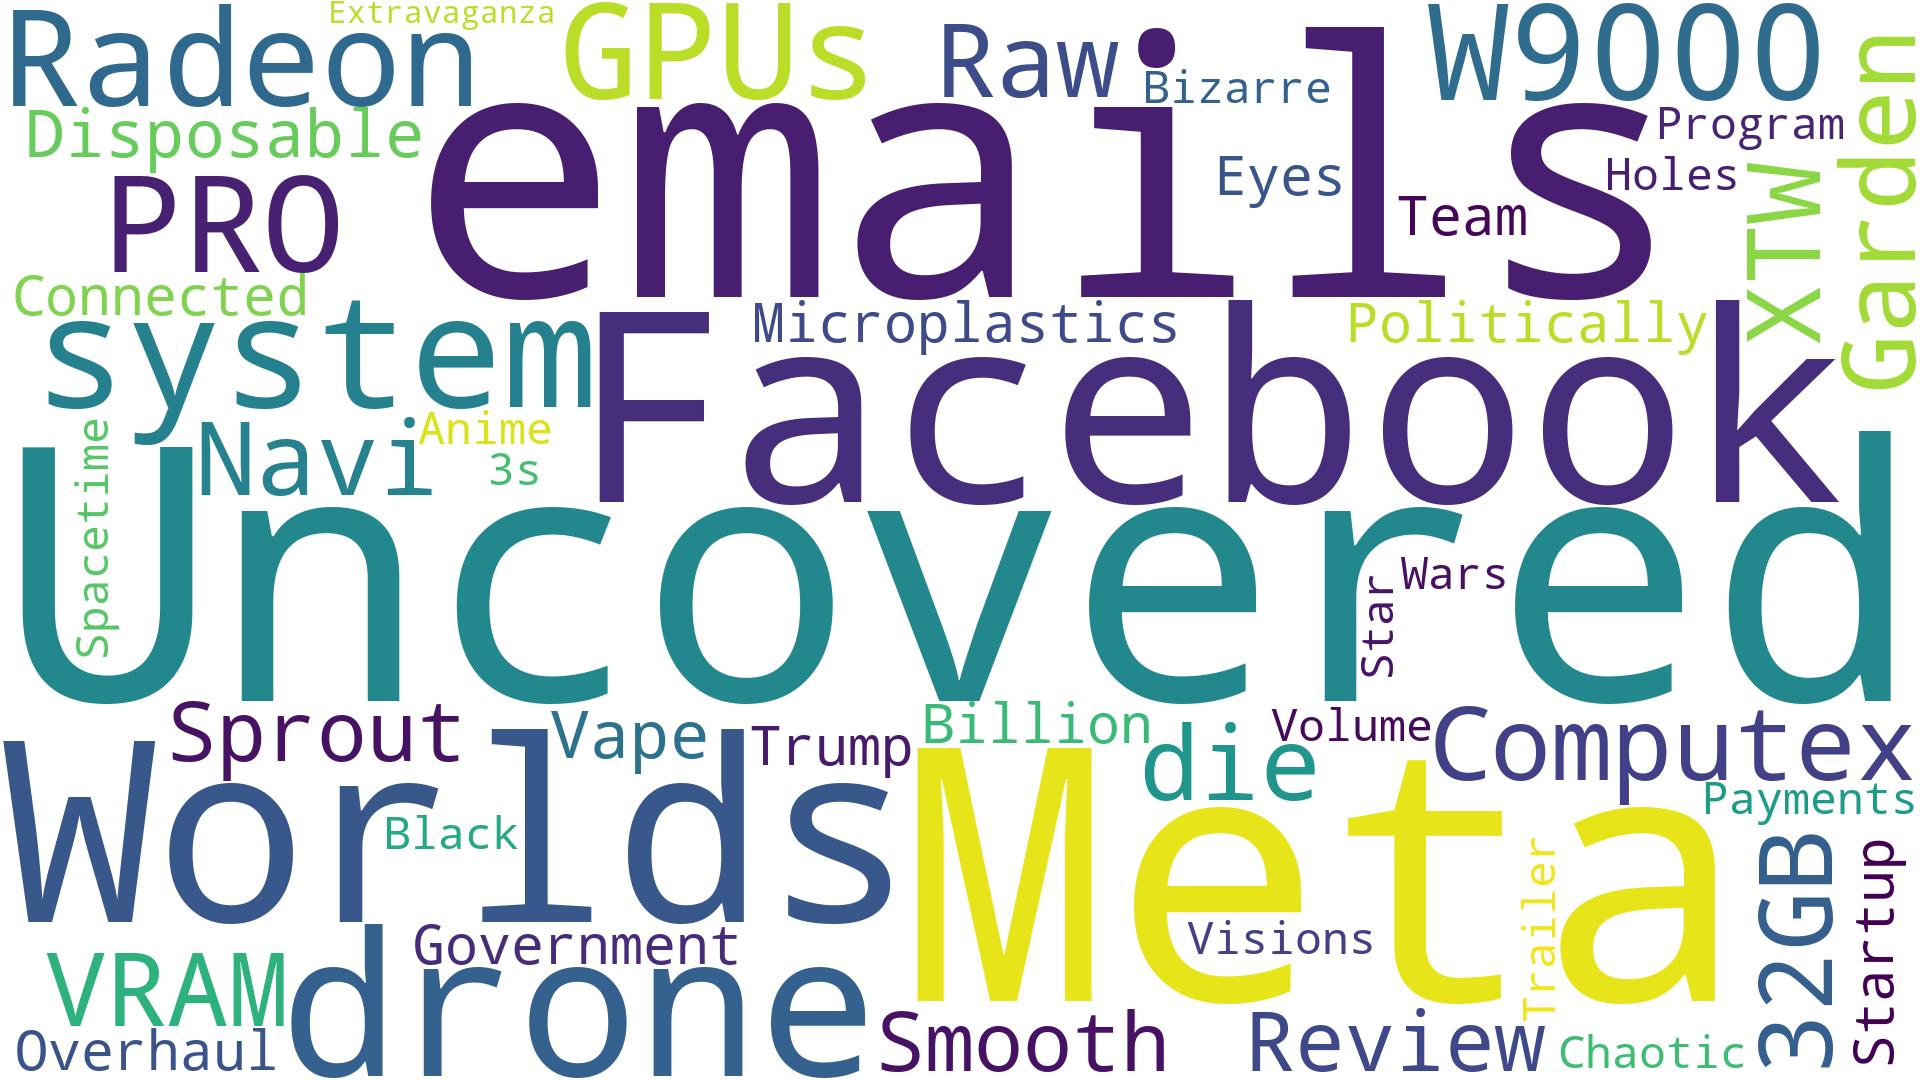 Extravaganza
Radeon
GPUs
Raw
W9000
Bizarre
Garden
Disposable
emails
Program
Eyes
Holes
PRO
Team
XTW
Connected
system
Microplastics
Politically
Facebook
Navi
Anime
3s
Spacetime
Uncovered
Wars
Star
Sprout
Vape
Trump
Billion
die
Volume
Computex
Worlds
Meta
Payments
Black
32GB
Startup
Trailer
Government
Visions
VRAM
drone
Overhaul
Smooth
Review
Chaotic